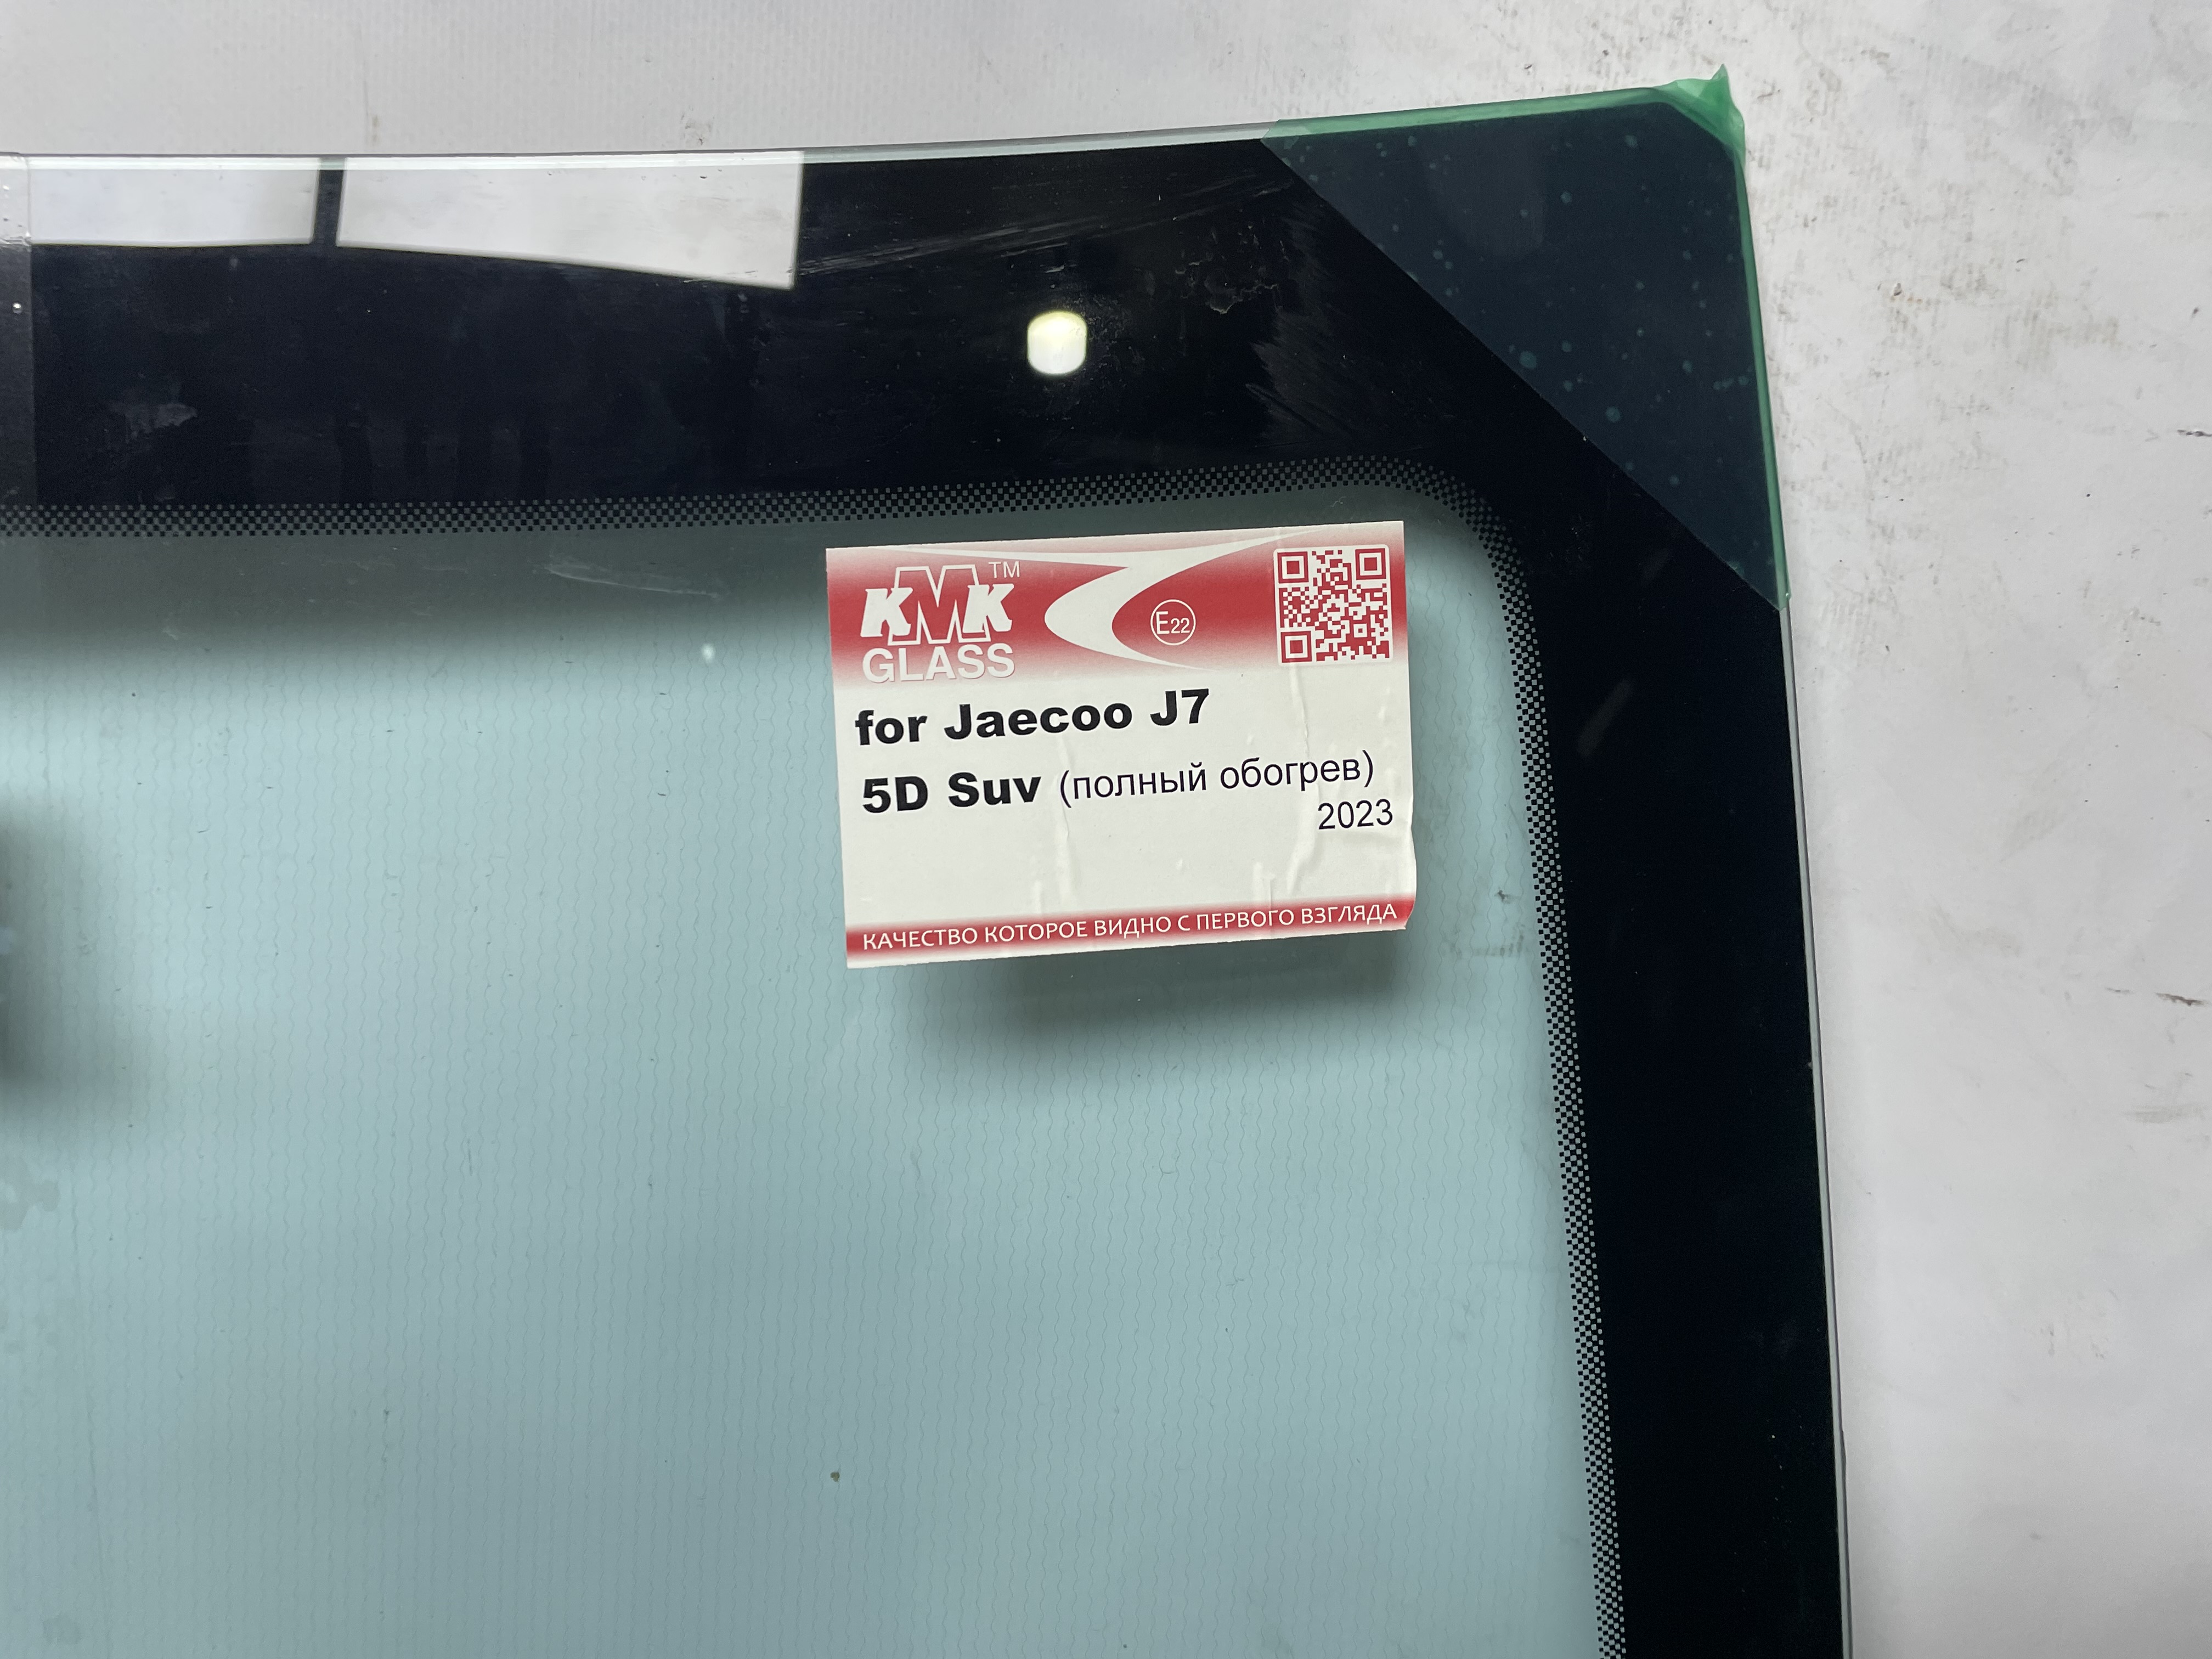 KMK™
GLASS
E22
for Jaecoo J7
5D Suv (полный обогрев)
2023
КАЧЕСТВО КОТОРОЕ ВИДНО С ПЕРВОГО ВЗГЛЯДА